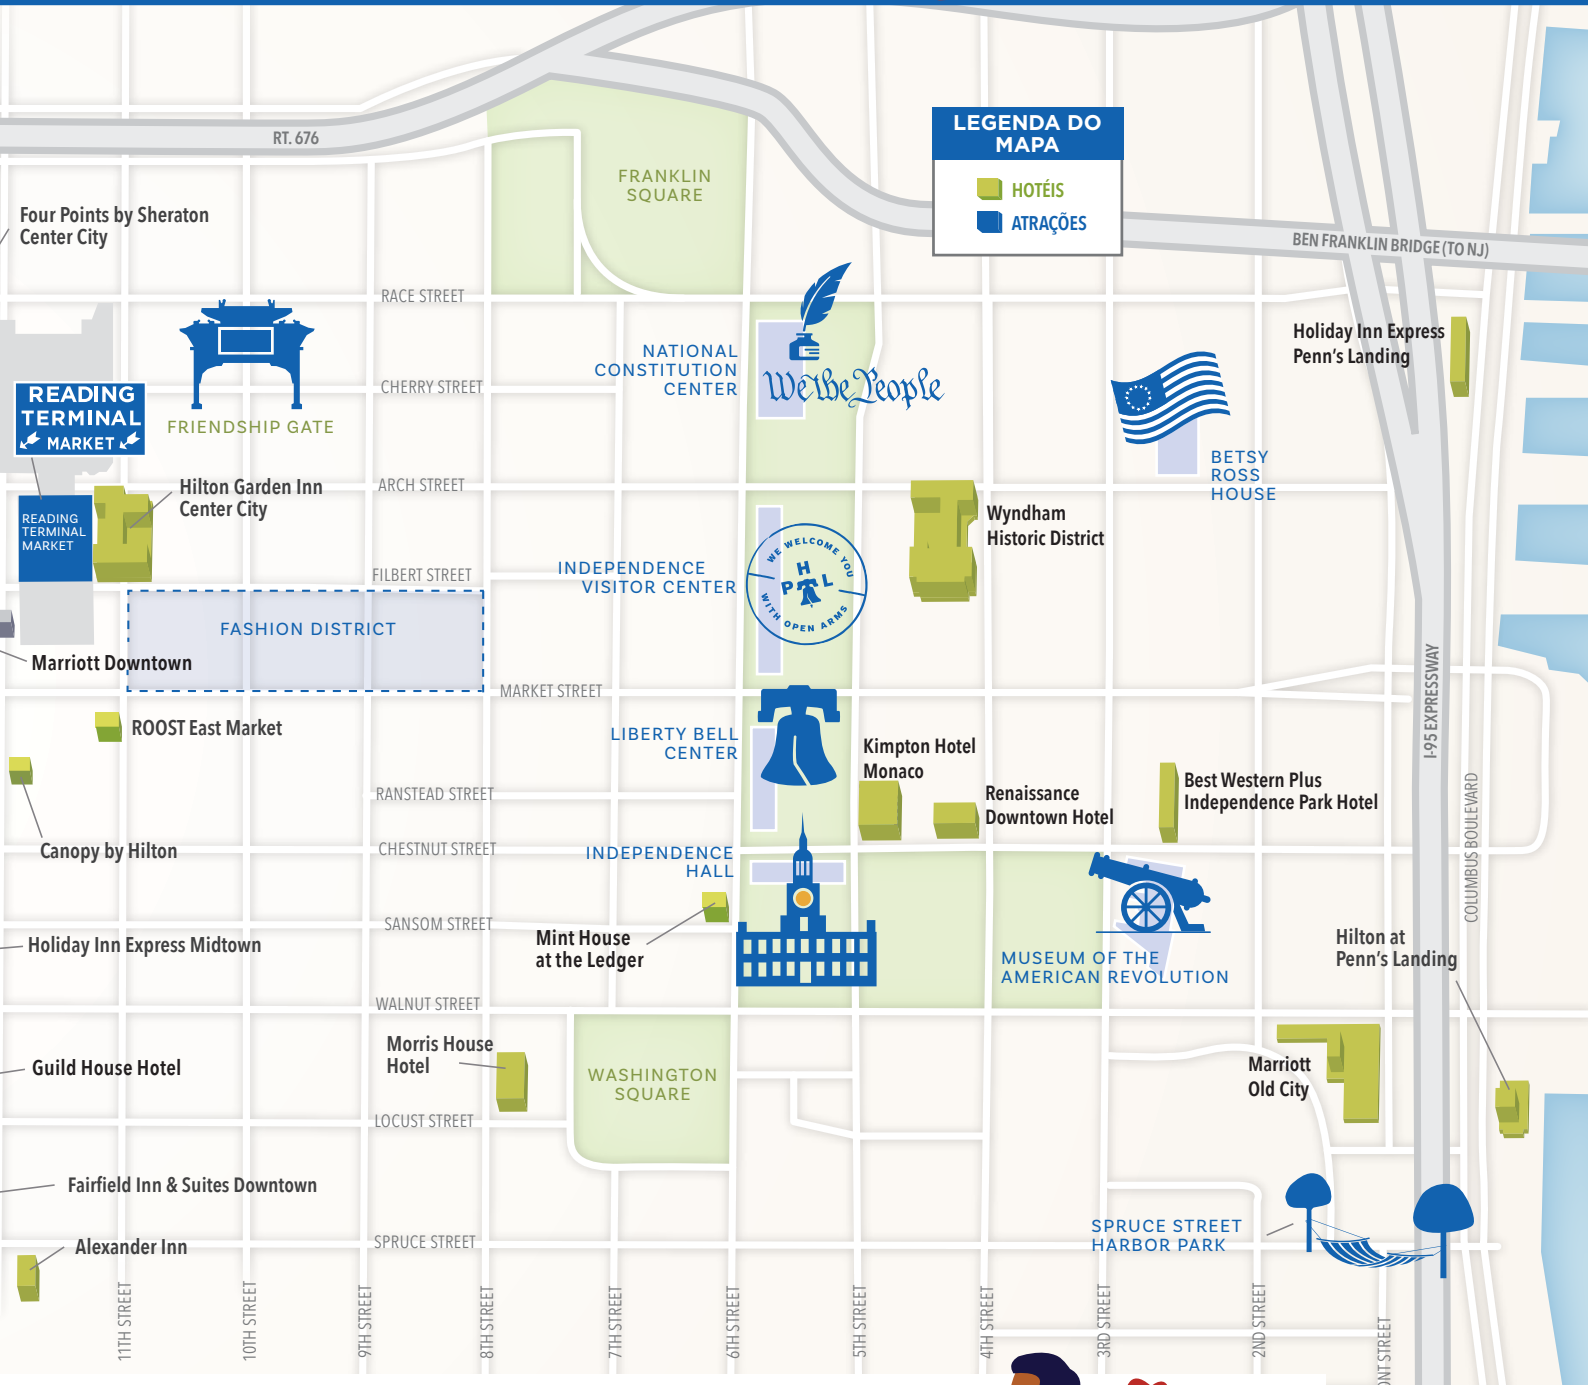 RT. 676
LEGENDA DO
MAPA
HOTÉIS
ATRAÇÕES
FRANKLIN
SQUARE
Four Points by Sheraton
Center City
BEN FRANKLIN BRIDGE (TO NJ)
RACE STREET
Holiday Inn Express
Penn's Landing
NATIONAL
CONSTITUTION
CENTER
We the People
CHERRY STREET
READING
TERMINAL
MARKET
FRIENDSHIP GATE
BETSY
ROSS
HOUSE
ARCH STREET
Hilton Garden Inn
Center City
READING
TERMINAL
MARKET
Wyndham
Historic District
WE WELCOME YOU
PHL
WITH OPEN ARMS
INDEPENDENCE
VISITOR CENTER
FILBERT STREET
FASHION DISTRICT
Marriott Downtown
MARKET STREET
I-95 EXPRESSWAY
ROOST East Market
LIBERTY BELL
CENTER
Kimpton Hotel
Monaco
Renaissance
Downtown Hotel
Best Western Plus
Independence Park Hotel
RANSTEAD STREET
COLUMBUS BOULEVARD
Canopy by Hilton
CHESTNUT STREET
INDEPENDENCE
HALL
SANSOM STREET
Mint House
at the Ledger
Holiday Inn Express Midtown
MUSEUM OF THE
AMERICAN REVOLUTION
Hilton at
Penn's Landing
WALNUT STREET
Morris House
Hotel
Guild House Hotel
WASHINGTON
SQUARE
Marriott
Old City
LOCUST STREET
Fairfield Inn & Suites Downtown
SPRUCE STREET
HARBOR PARK
Alexander Inn
SPRUCE STREET
11TH STREET
10TH STREET
9TH STREET
8TH STREET
7TH STREET
6TH STREET
5TH STREET
4TH STREET
3RD STREET
2ND STREET
ONT STREET